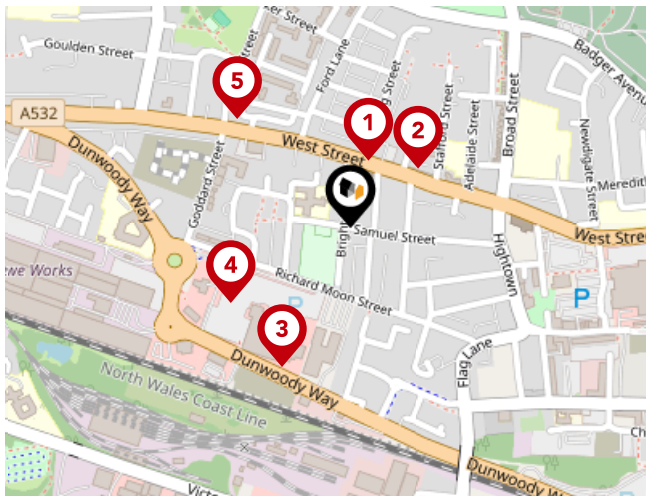 Goulden Street
Ford Lane
Badger Avenu
A532
5
1
2
West Street
Stafford Street
Adelaide Street
Broad Street
Newdigate Street
Meredith
Dunwoody Way
Goddard Street
Samuel Street
West Stre
Hightown
ewe Works
4
Richard Moon Street
P
P
3
Dunwoody Way
Flag Lane
North Wales Coast Line
Dunwoody Way